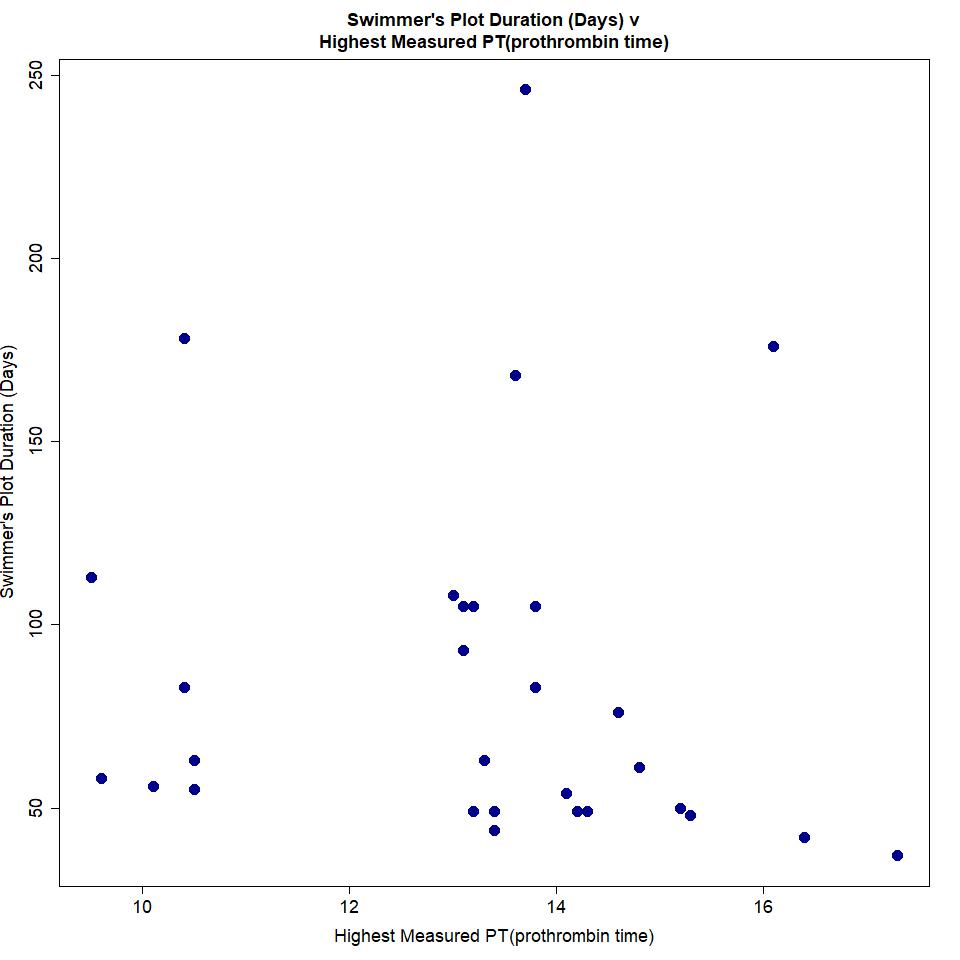 Swimmer's Plot Duration (Days) v
Highest Measured PT(prothrombin time)
Swimmer's Plot Duration (Days)
250
200
150
100
50
10
12
14
16
Highest Measured PT(prothrombin time)